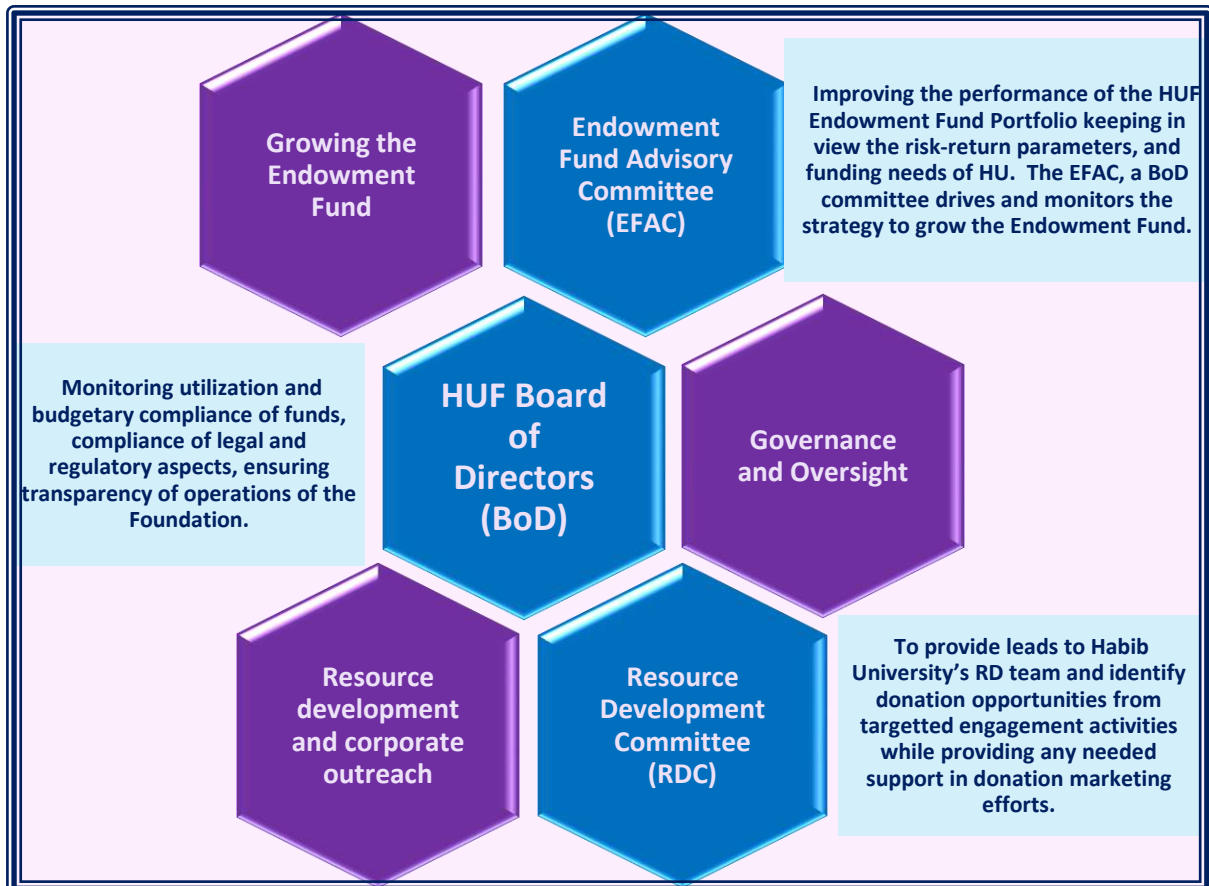 Growing the
Endowment
Fund
Endowment
Fund Advisory
Committee
(EFAC)
Improving the performance of the HUF
Endowment Fund Portfolio keeping in
view the risk-return parameters, and
funding needs of HU.  The EFAC, a BoD
committee drives and monitors the
strategy to grow the Endowment Fund.
Monitoring utilization and
budgetary compliance of funds,
compliance of legal and
regulatory aspects, ensuring
transparency of operations of the
Foundation.
HUF Board
of
Directors
(BoD)
Governance
and Oversight
Resource
development
and corporate
outreach
Resource
Development
Committee
(RDC)
To provide leads to Habib
University’s RD team and identify
donation opportunities from
targetted engagement activities
while providing any needed
support in donation marketing
efforts.